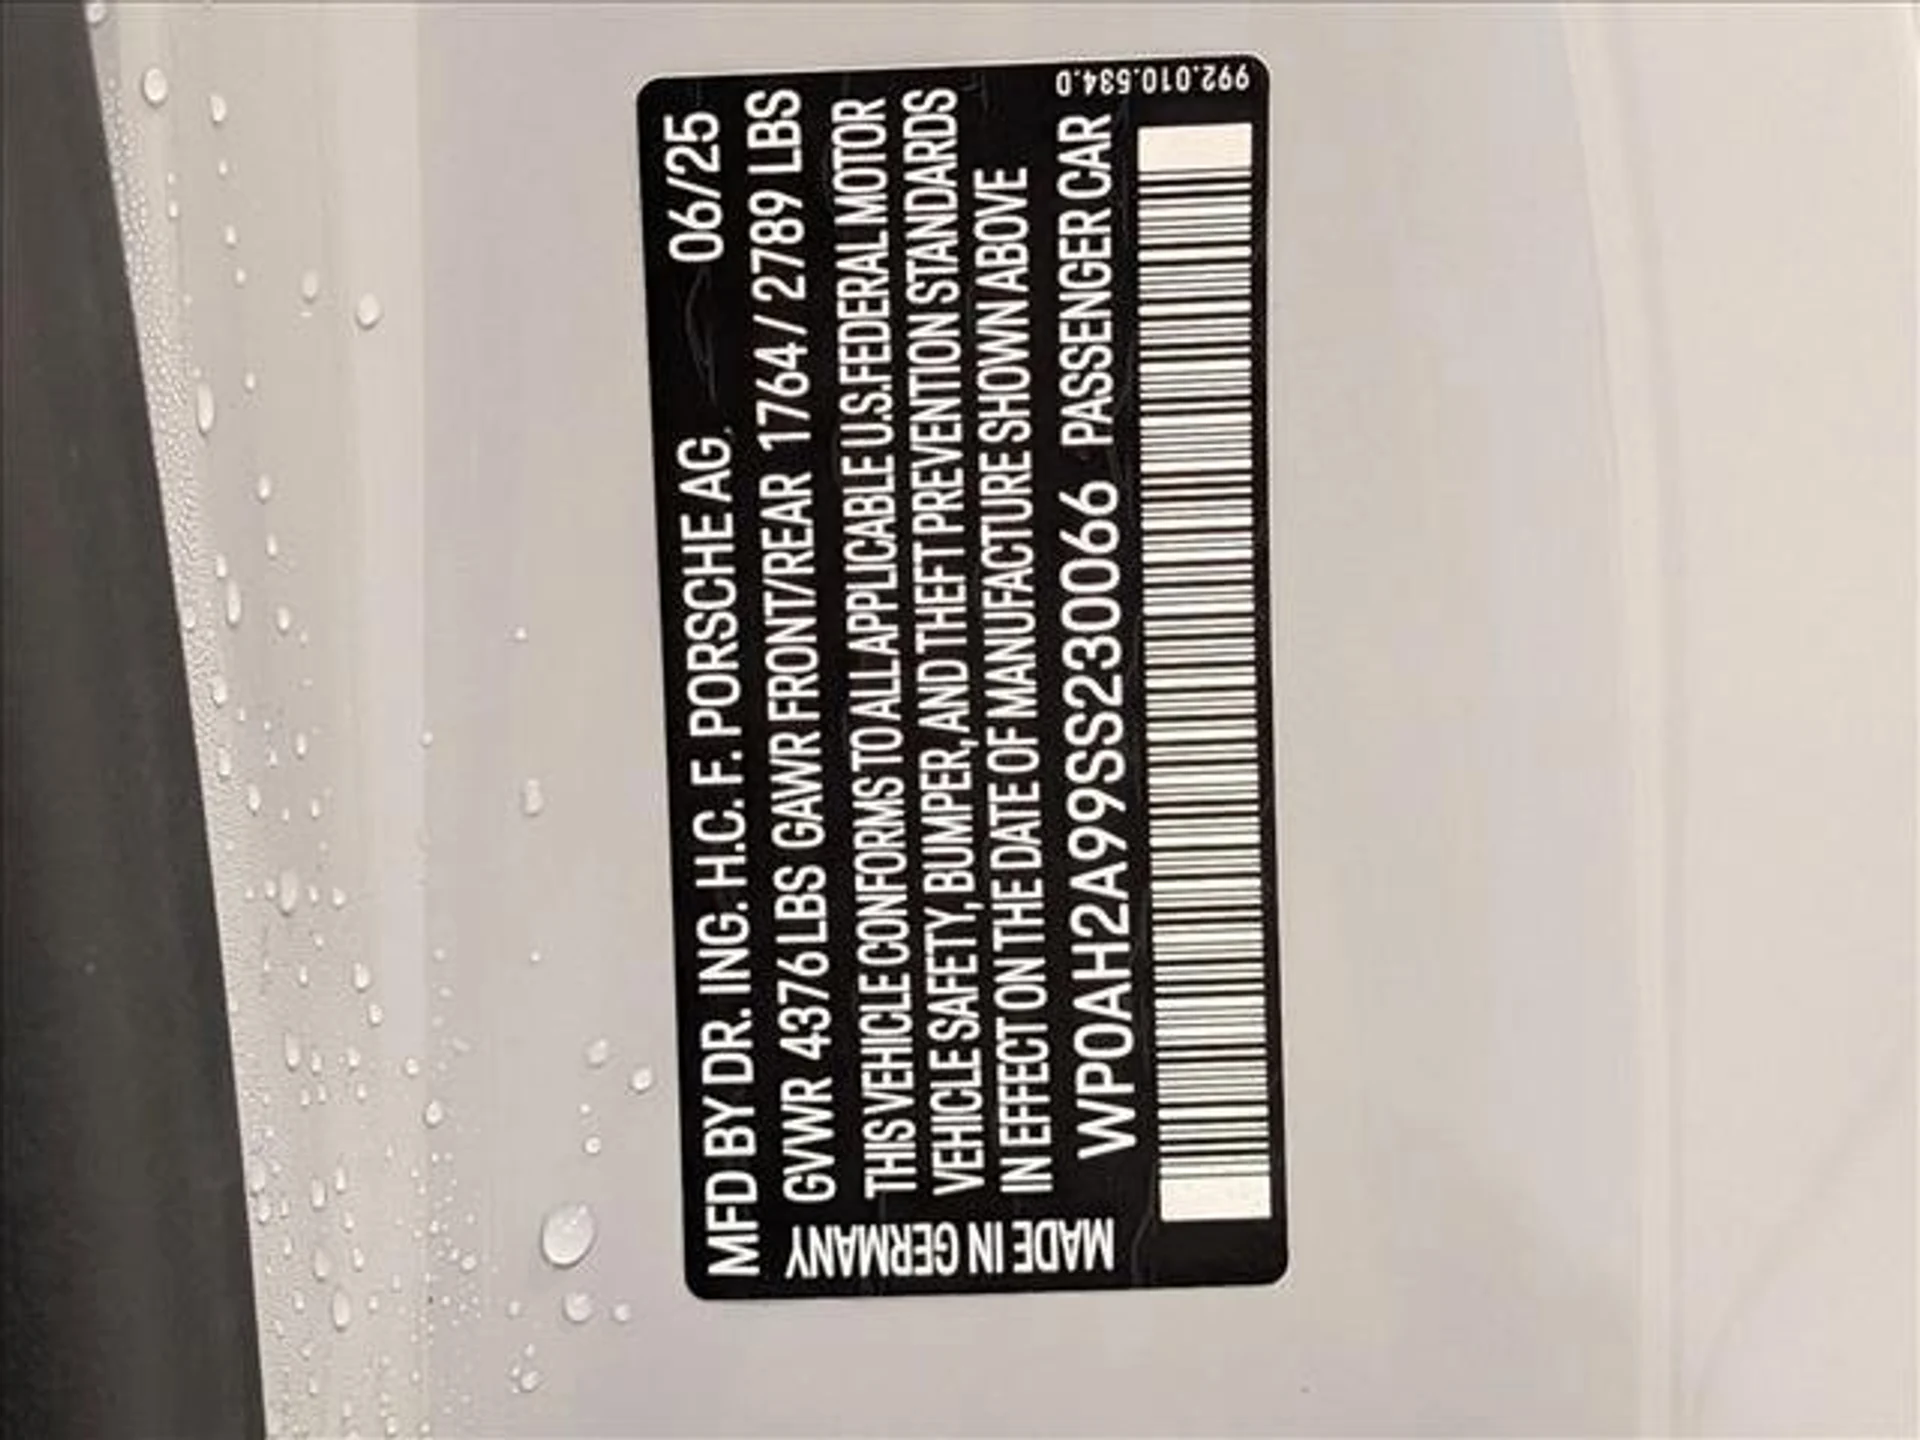 MFD BY DR. ING. H.C. F. PORSCHE AG. 06/25
GVWR 4376 LBS GAWR FRONT/REAR 1764 / 2789 LBS
THIS VEHICLE CONFORMS TO ALL APPLICABLE U.S. FEDERAL MOTOR
VEHICLE SAFETY, BUMPER, AND THEFT PREVENTION STANDARDS
IN EFFECT ON THE DATE OF MANUFACTURE SHOWN ABOVE
WP0AH2A99SS230066 PASSENGER CAR
MADE IN GERMANY
992.010.534.D